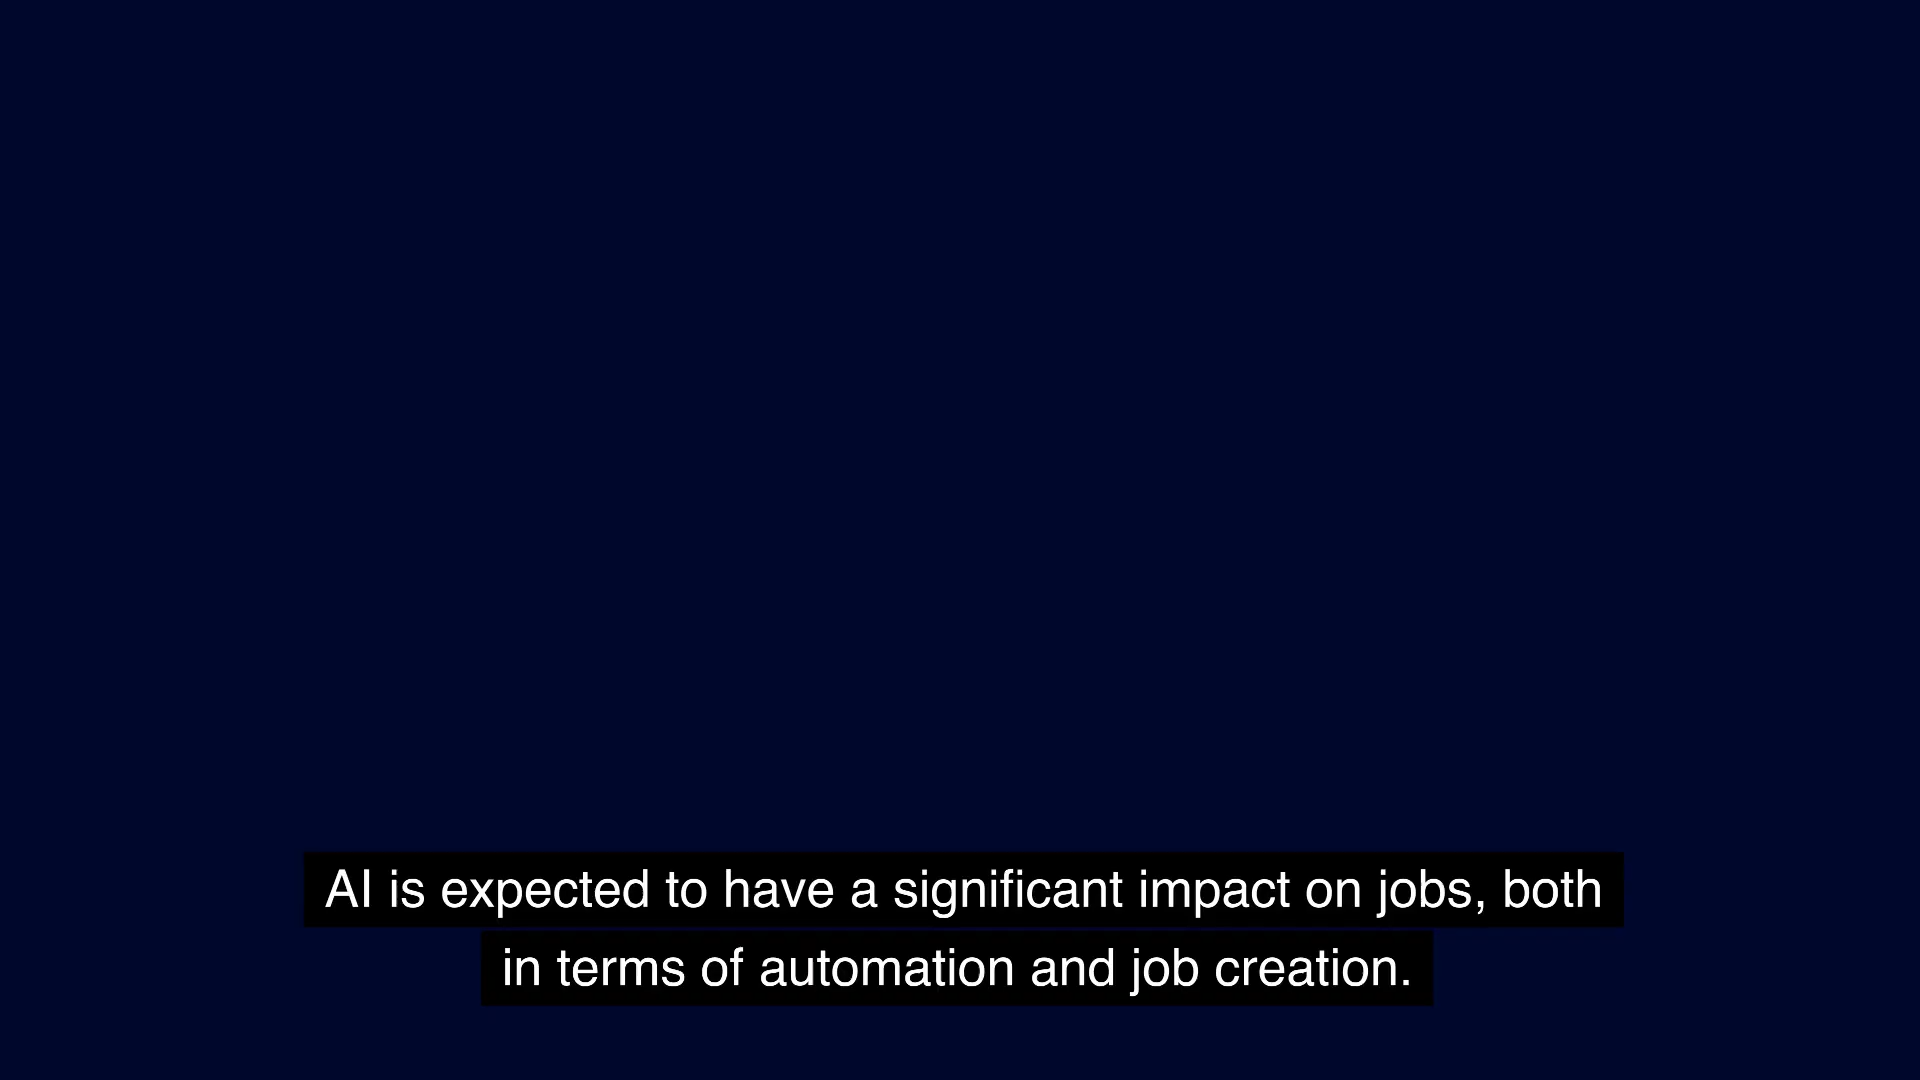 AI is expected to have a significant impact on jobs, both
in terms of automation and job creation.